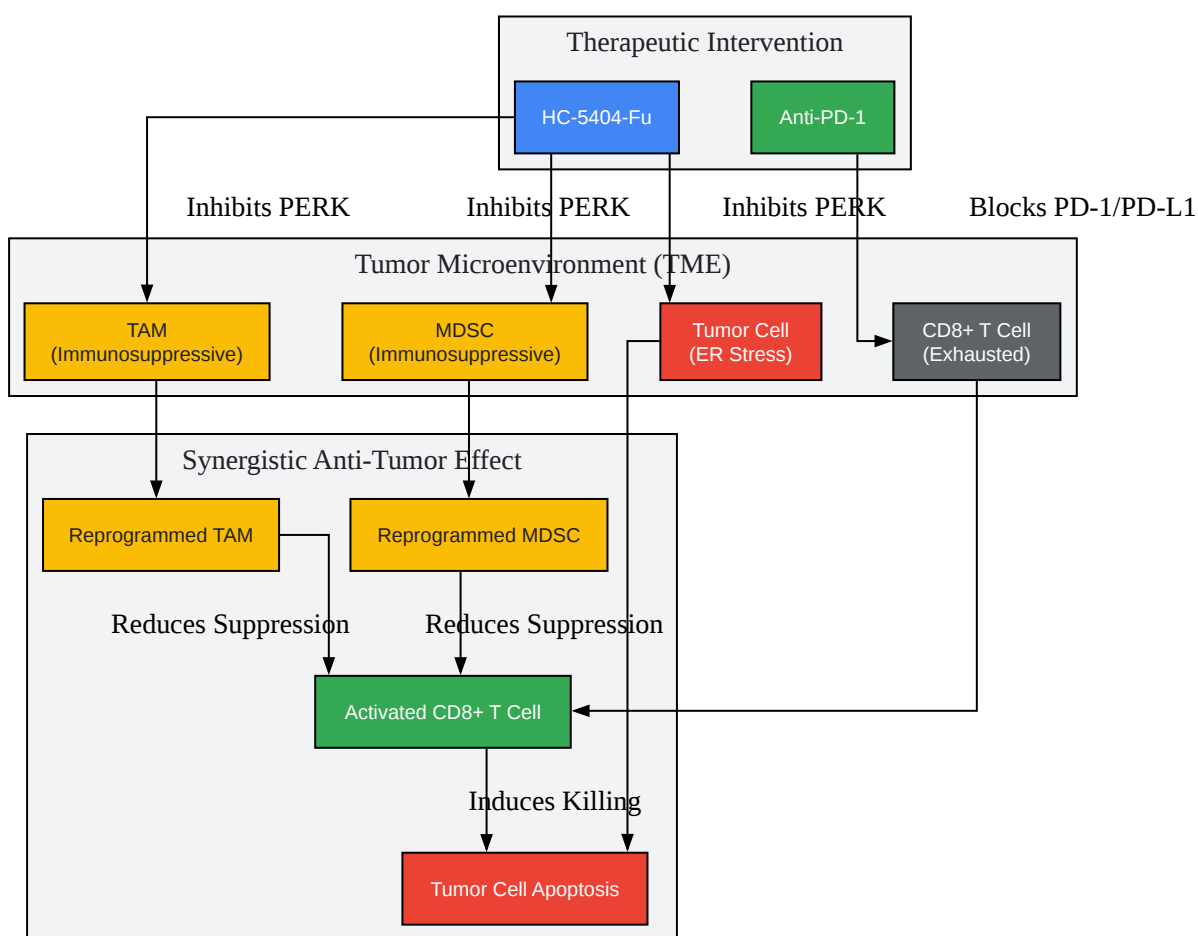 Therapeutic Intervention
HC-5404-Fu
Anti-PD-1
Inhibits PERK
Inhibits PERK
Inhibits PERK
Blocks PD-1/PD-L1
Tumor Microenvironment (TME)
TAM
(Immunosuppressive)
MDSC
(Immunosuppressive)
Tumor Cell
(ER Stress)
CD8+ T Cell
(Exhausted)
Synergistic Anti-Tumor Effect
Reprogrammed TAM
Reprogrammed MDSC
Reduces Suppression
Reduces Suppression
Activated CD8+ T Cell
Induces Killing
Tumor Cell Apoptosis